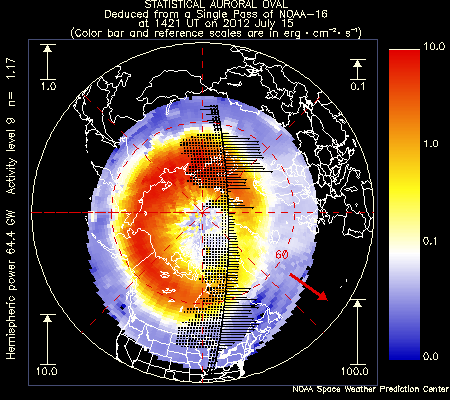 STATISTICAL AURORAL OVAL
Deduced from a Single Pass of NOAA-16
at 1421 UT on 2012 July 15
(Color bar and reference scales are in erg · cm⁻² · s⁻¹)
1.0
0.1
10.0
1.0
0.1
0.0
60
10.0
100.0
Hemispheric power 64.4 GW Activity level 9 n= 1.17
NOAA Space Weather Prediction Center